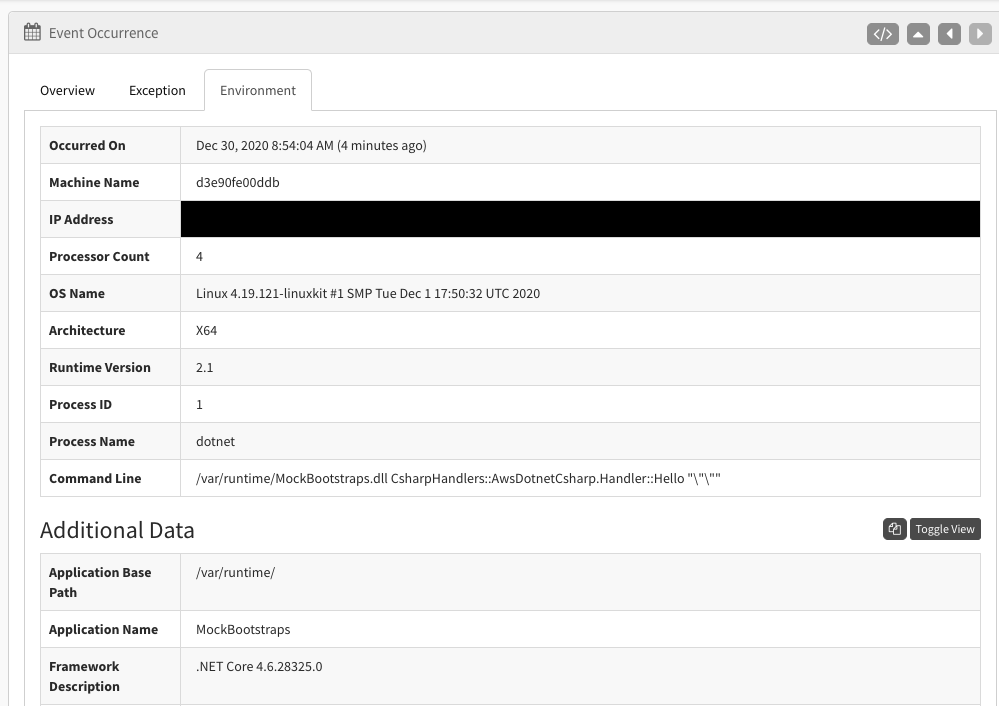 Event Occurrence
</>
Overview Exception Environment
Occurred On Dec 30, 2020 8:54:04 AM (4 minutes ago)
Machine Name d3e90fe00ddb
IP Address
Processor Count 4
OS Name Linux 4.19.121-linuxkit #1 SMP Tue Dec 1 17:50:32 UTC 2020
Architecture X64
Runtime Version 2.1
Process ID 1
Process Name dotnet
Command Line /var/runtime/MockBootstraps.dll CsharpHandlers::AwsDotnetCsharp.Handler::Hello "\"\""
Additional Data
Toggle View
Application Base /var/runtime/
Path
Application Name MockBootstraps
Framework .NET Core 4.6.28325.0
Description